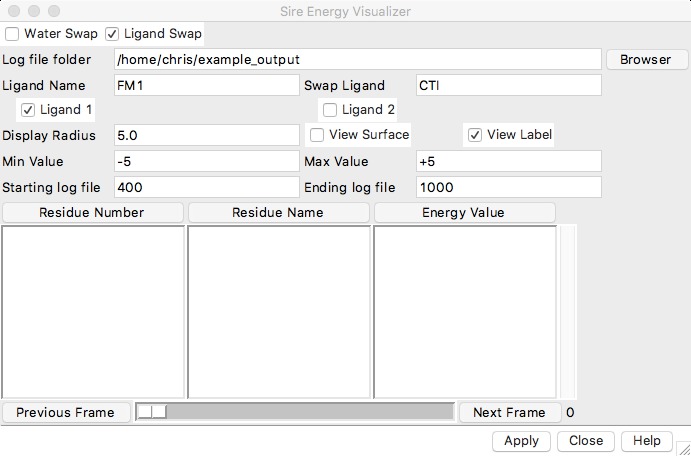 Sire Energy Visualizer
Water Swap Ligand Swap
Log file folder /home/chris/example_output Browser
Ligand Name FM1 Swap Ligand CTI
Ligand 1 Ligand 2
Display Radius 5.0 View Surface View Label
Min Value -5 Max Value +5
Starting log file 400 Ending log file 1000
Residue Number Residue Name Energy Value
Previous Frame Next Frame 0
Apply Close Help